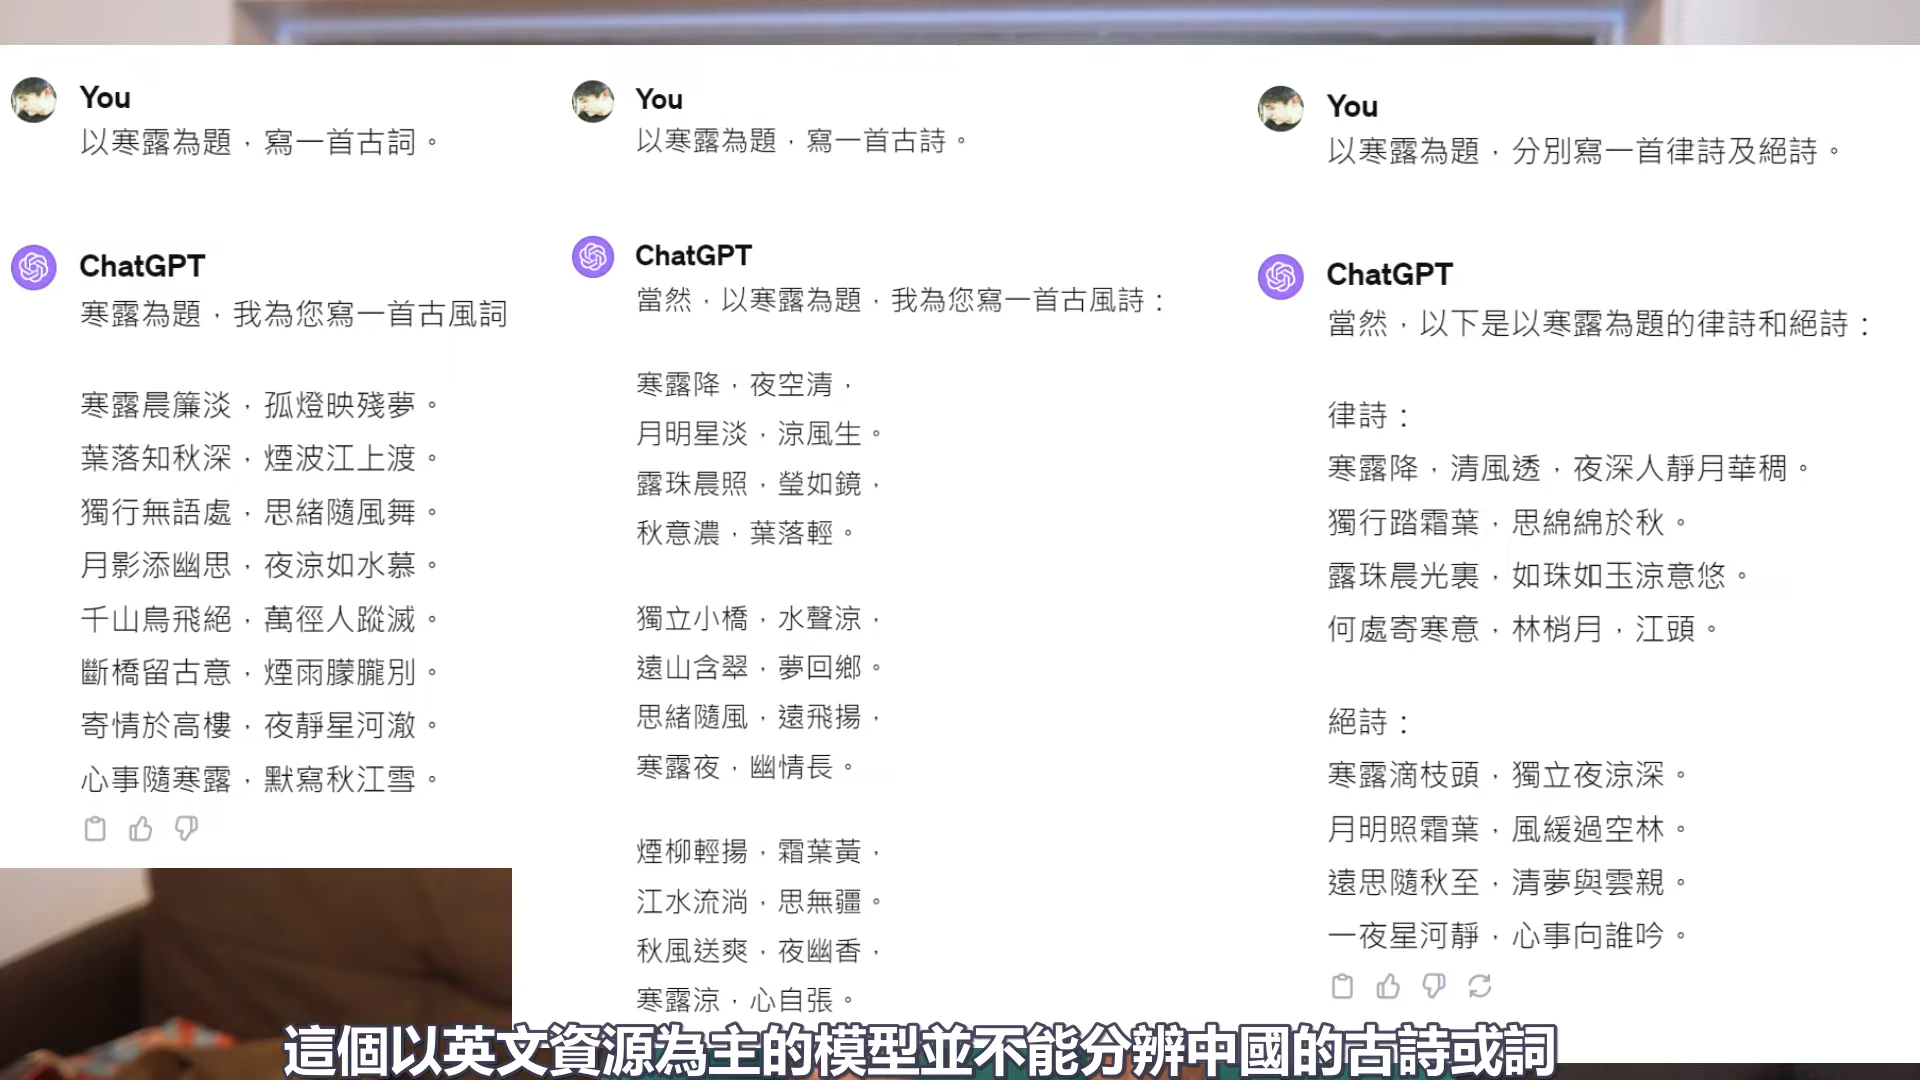 You
以寒露為題，寫一首古詞。
ChatGPT
寒露為題，我為您寫一首古風詞
寒露晨簾淡，孤燈映殘夢。
葉落知秋深，煙波江上渡。
獨行無語處，思緒隨風舞。
月影添幽思，夜涼如水慕。
千山鳥飛絕，萬徑人蹤滅。
斷橋留古意，煙雨朦朧別。
寄情於高樓，夜靜星河澈。
心事隨寒露，默寫秋江雪。
You
以寒露為題，寫一首古詩。
ChatGPT
當然，以寒露為題，我為您寫一首古風詩：
寒露降，夜空清，
月明星淡，涼風生。
露珠晨照，瑩如鏡，
秋意濃，葉落輕。
獨立小橋，水聲涼，
遠山含翠，夢回鄉。
思緒隨風，遠飛揚，
寒露夜，幽情長。
煙柳輕揚，霜葉黃，
江水流淌，思無疆。
秋風送爽，夜幽香，
寒露涼，心自張。
You
以寒露為題，分別寫一首律詩及絕詩。
ChatGPT
當然，以下是以寒露為題的律詩和絕詩：
律詩：
寒露降，清風透，夜深人靜月華稠。
獨行踏霜葉，思綿綿於秋。
露珠晨光裏，如珠如玉涼意悠。
何處寄寒意，林梢月，江頭。
絕詩：
寒露滴枝頭，獨立夜涼深。
月明照霜葉，風緩過空林。
遠思隨秋至，清夢與雲親。
一夜星河靜，心事向誰吟。
這個以英文資源為主的模型並不能分辨中國的古詩或詞